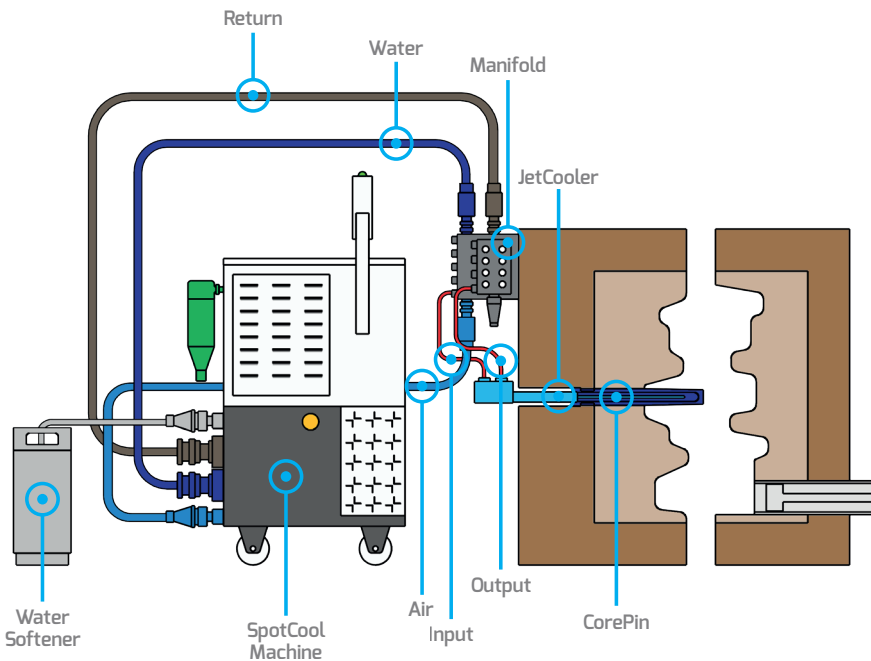 Return
Water
Manifold
JetCooler
Water
Softener
SpotCool
Machine
Air
Input
Output
CorePin